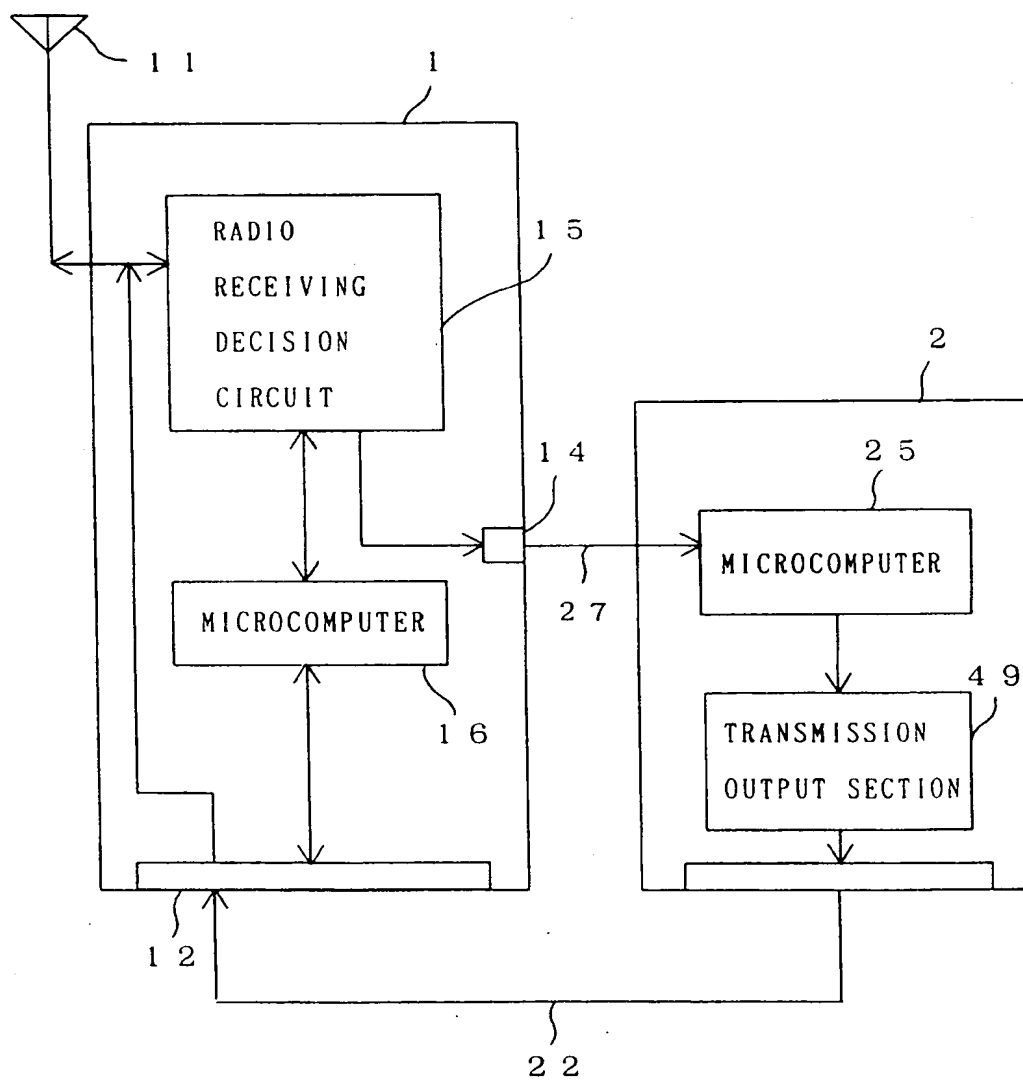 1 1
1
RADIO
RECEIVING
DECISION
CIRCUIT
1 5
2
1 4
2 5
MICROCOMPUTER
2 7
MICROCOMPUTER
1 6
4 9
TRANSMISSION
OUTPUT SECTION
1 2
2 2